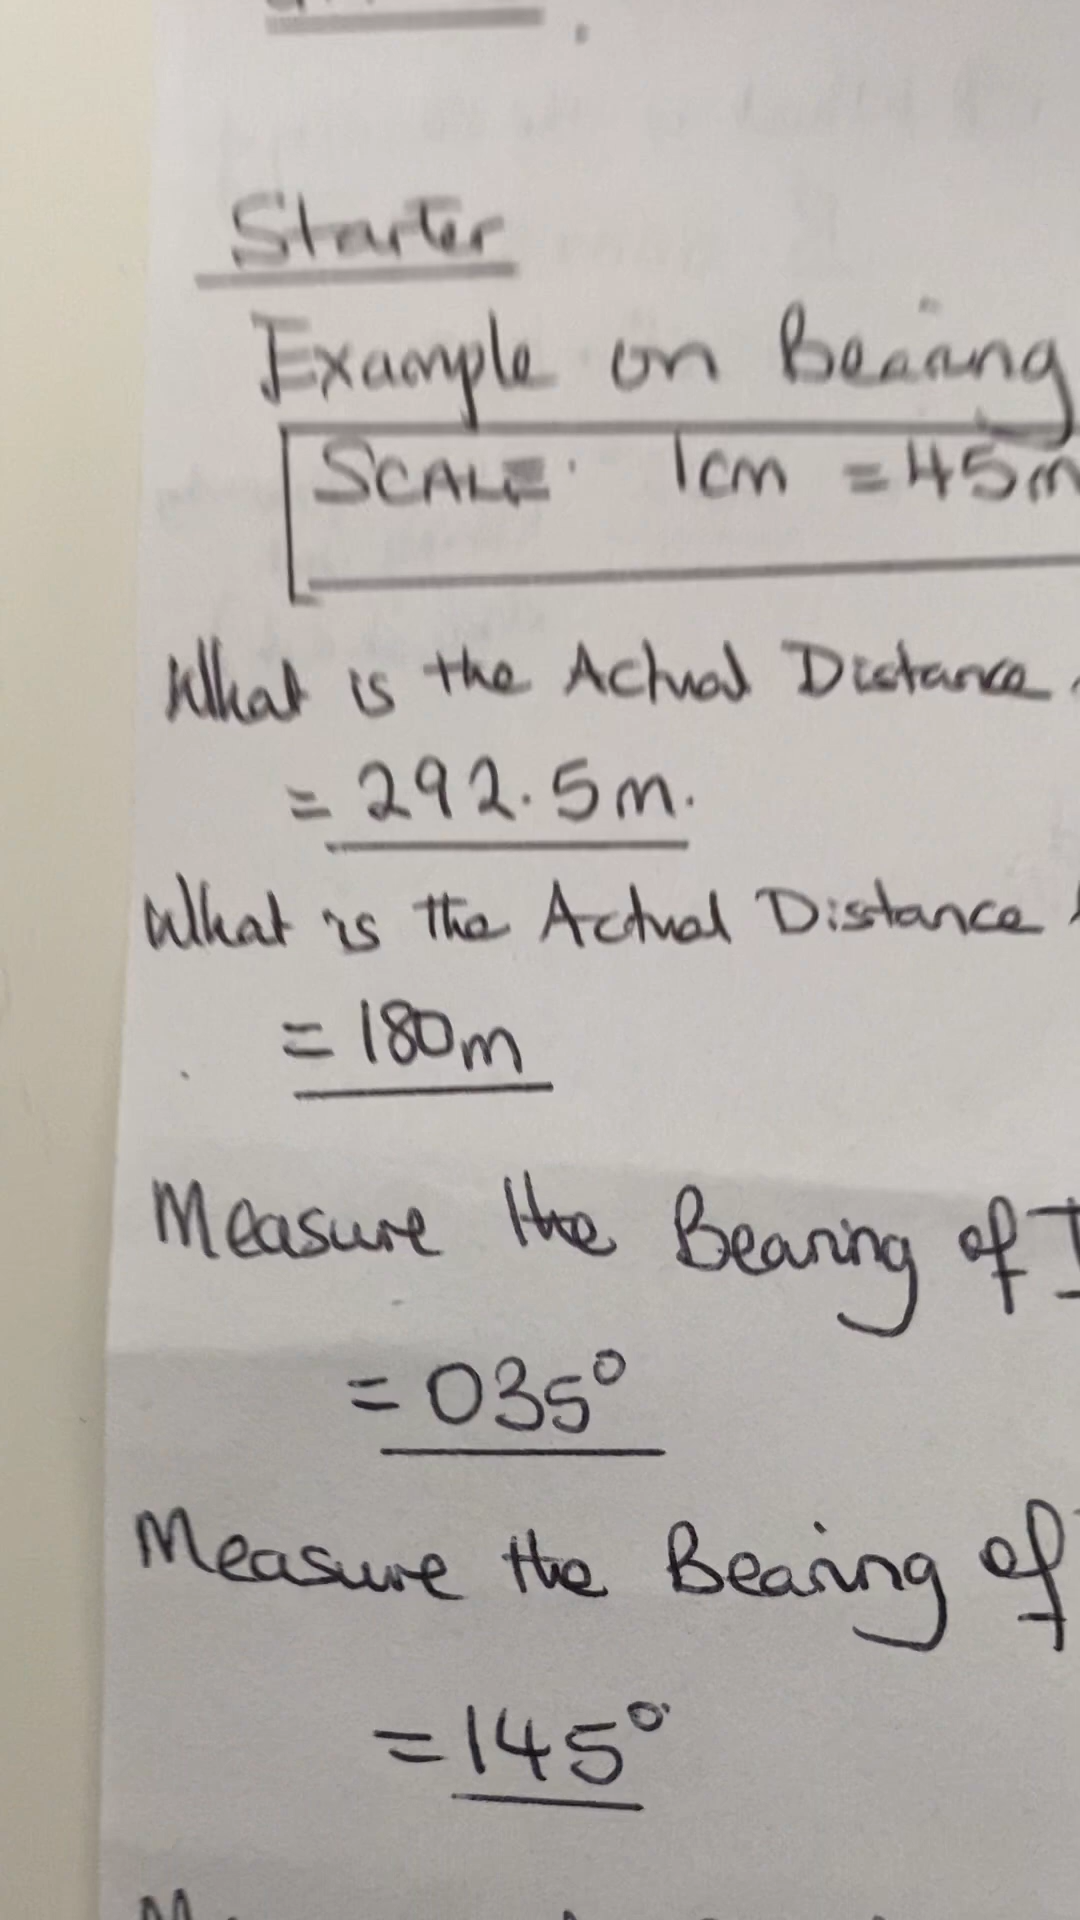 Starter
Example on Bearing
SCALE: 1cm = 45m
What is the Actual Distance
= 292.5m.
What is the Actual Distance
= 180m
Measure the Bearing of
= 035°
Measure the Bearing of
= 145°